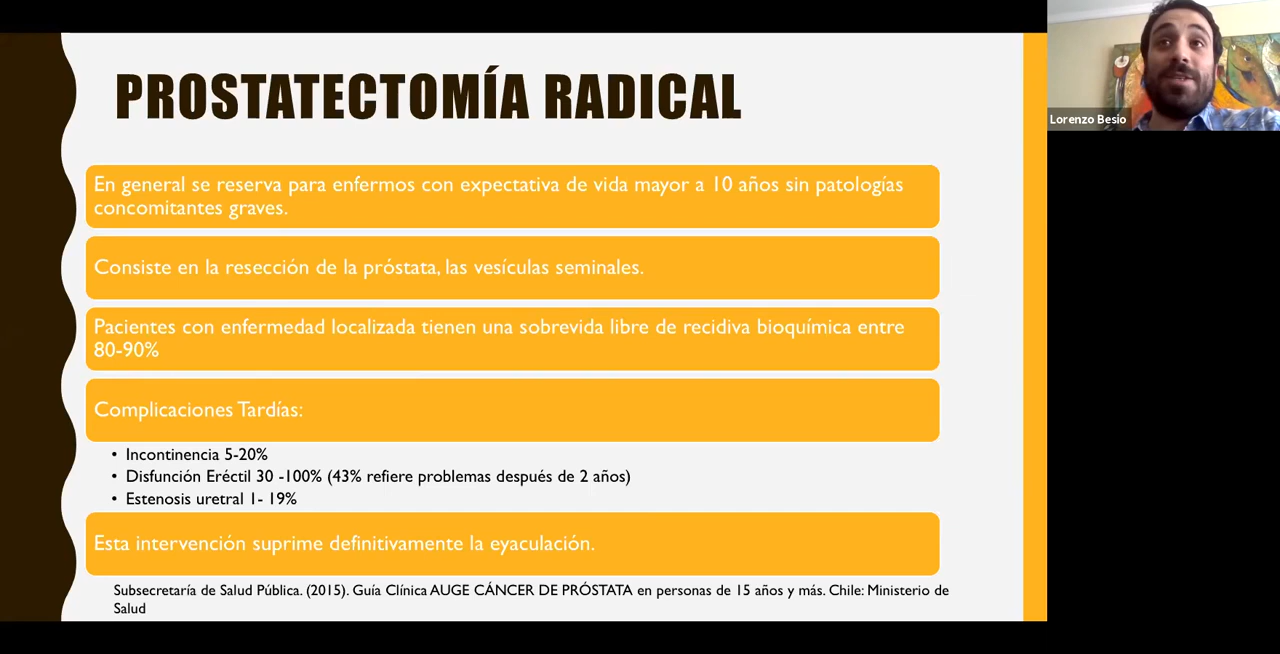 PROSTATECTOMÍA RADICAL
Lorenzo Besio
En general se reserva para enfermos con expectativa de vida mayor a 10 años sin patologías
concomitantes graves.
Consiste en la resección de la próstata, las vesículas seminales.
Pacientes con enfermedad localizada tienen una sobrevida libre de recidiva bioquímica entre
80-90%
Complicaciones Tardías:
• Incontinencia 5-20%
• Disfunción Eréctil 30 -100% (43% refiere problemas después de 2 años)
• Estenosis uretral 1- 19%
Esta intervención suprime definitivamente la eyaculación.
Subsecretaría de Salud Pública. (2015). Guía Clínica AUGE CÁNCER DE PRÓSTATA en personas de 15 años y más. Chile: Ministerio de
Salud